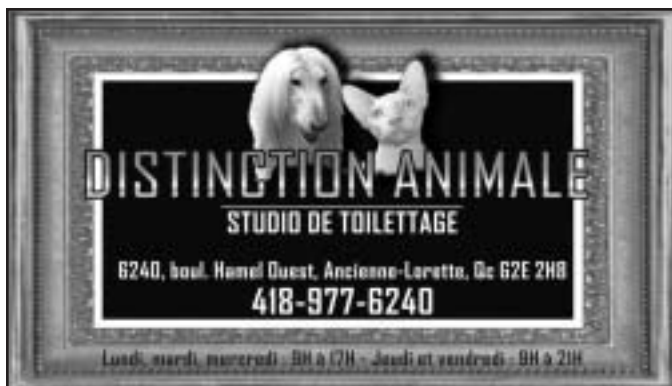 DISTINCTION ANIMALE
STUDIO DE TOILETTAGE
6240, boul. Hamel Ouest, Ancienne-Lorette, Qc G2E 2H8
418-977-6240
Lundi, mardi, mercredi : 9H à 17H - Jeudi et vendredi : 9H à 21H